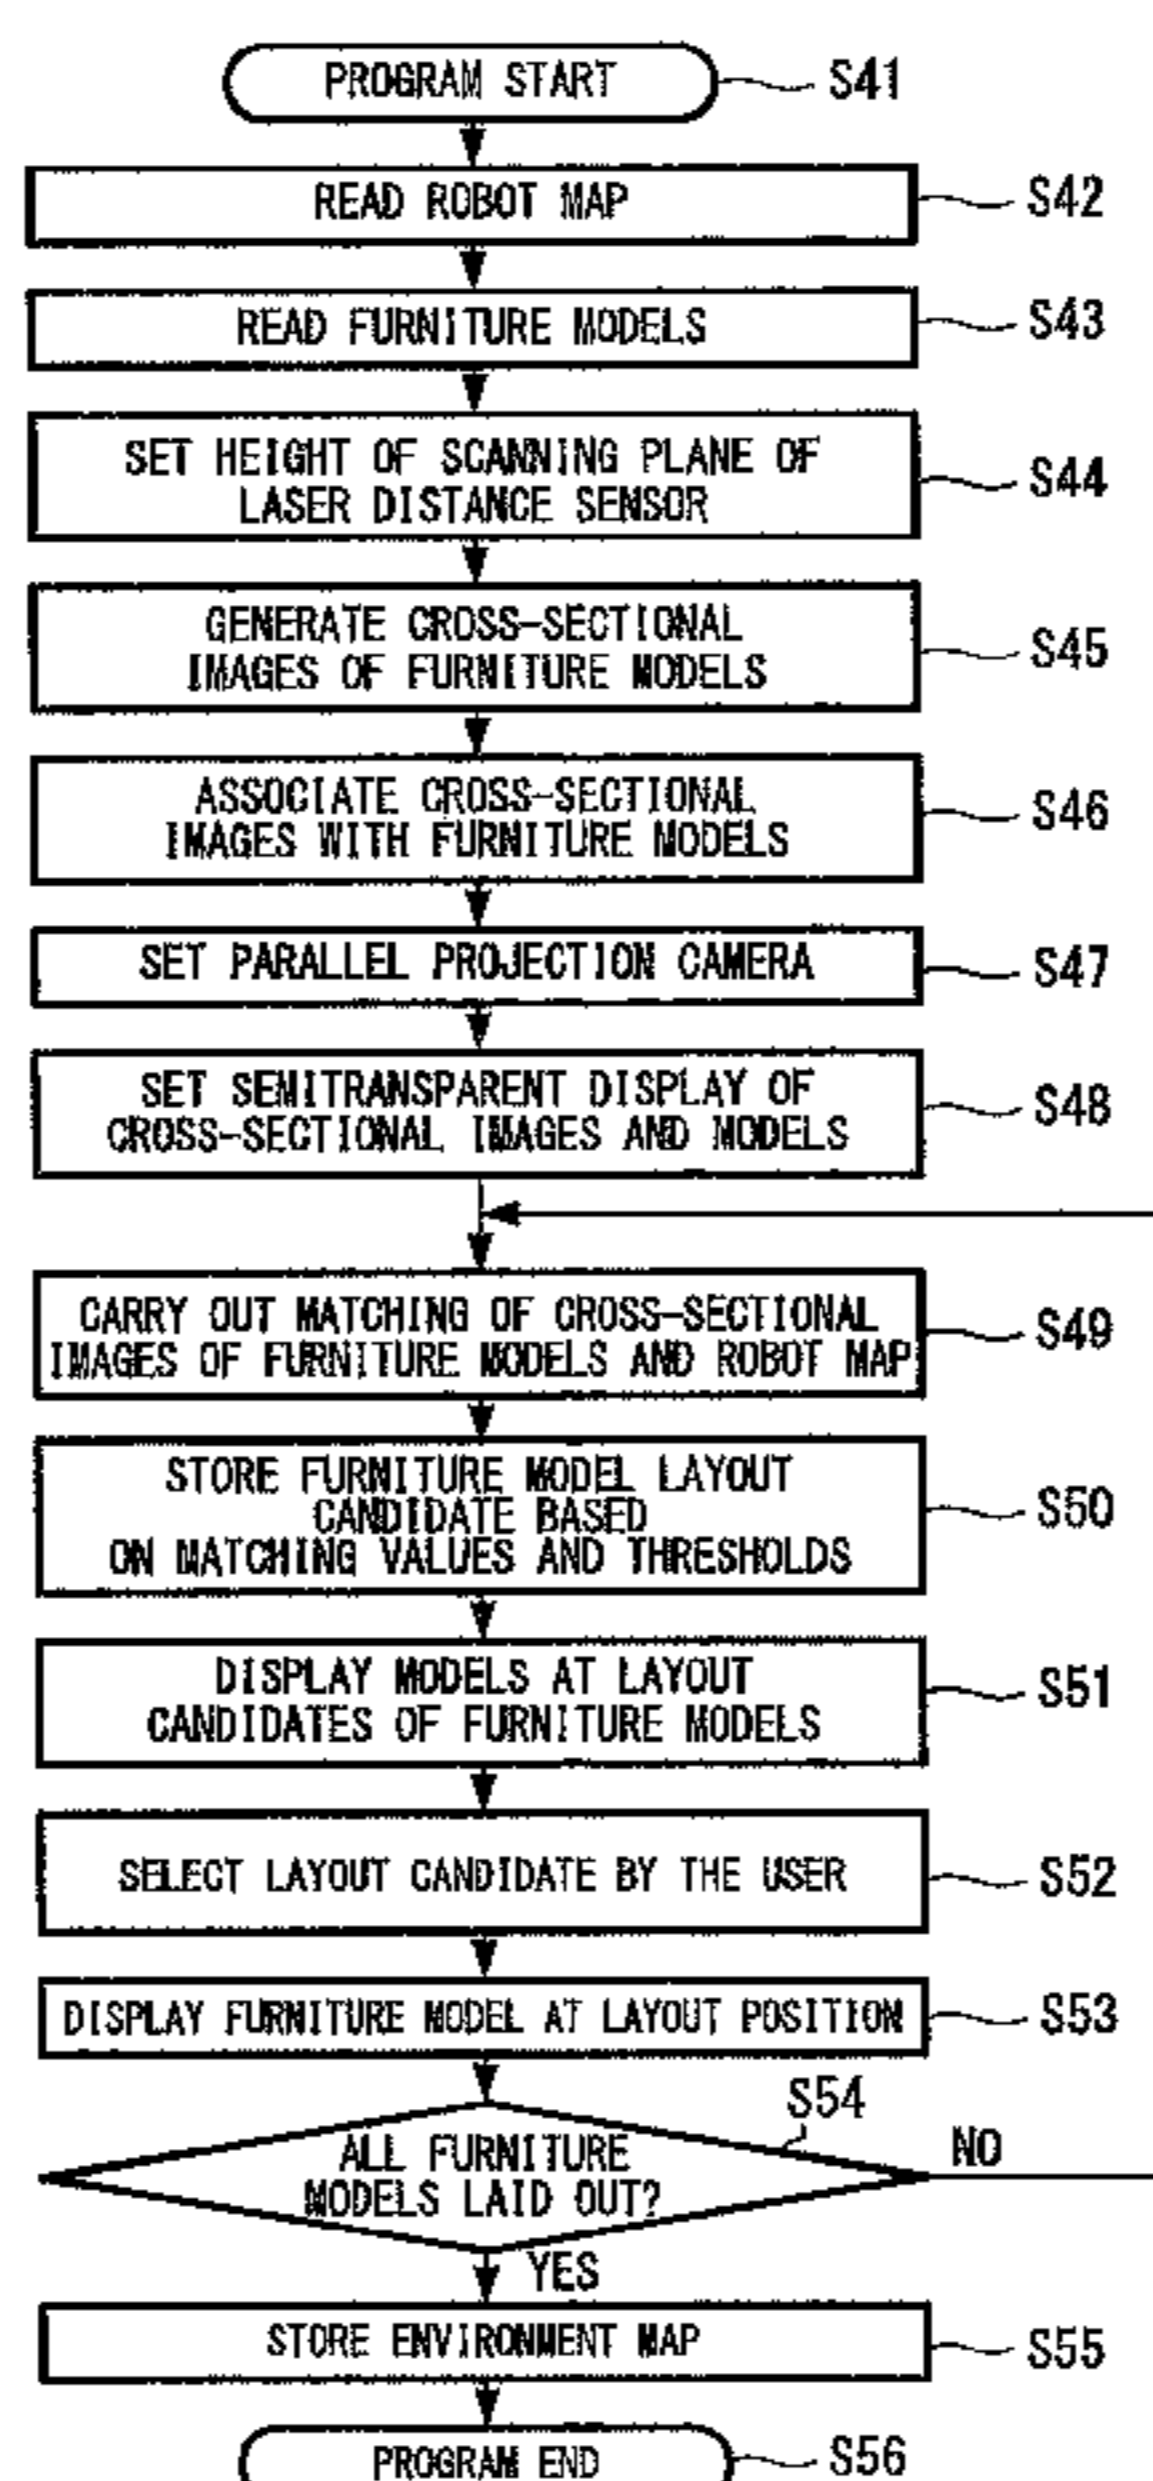 PROGRAM START
S41
READ ROBOT MAP
S42
READ FURNITURE MODELS
S43
SET HEIGHT OF SCANNING PLANE OF
LASER DISTANCE SENSOR
S44
GENERATE CROSS-SECTIONAL
IMAGES OF FURNITURE MODELS
S45
ASSOCIATE CROSS-SECTIONAL
IMAGES WITH FURNITURE MODELS
S46
SET PARALLEL PROJECTION CAMERA
S47
SET SEMITRANSPARENT DISPLAY OF
CROSS-SECTIONAL IMAGES AND MODELS
S48
CARRY OUT MATCHING OF CROSS-SECTIONAL
IMAGES OF FURNITURE MODELS AND ROBOT MAP
S49
STORE FURNITURE MODEL LAYOUT
CANDIDATE BASED
ON MATCHING VALUES AND THRESHOLDS
S50
DISPLAY MODELS AT LAYOUT
CANDIDATES OF FURNITURE MODELS
S51
SELECT LAYOUT CANDIDATE BY THE USER
S52
DISPLAY FURNITURE MODEL AT LAYOUT POSITION
S53
S54
ALL FURNITURE
MODELS LAID OUT?
NO
YES
STORE ENVIRONMENT MAP
S55
PROGRAM END
S56